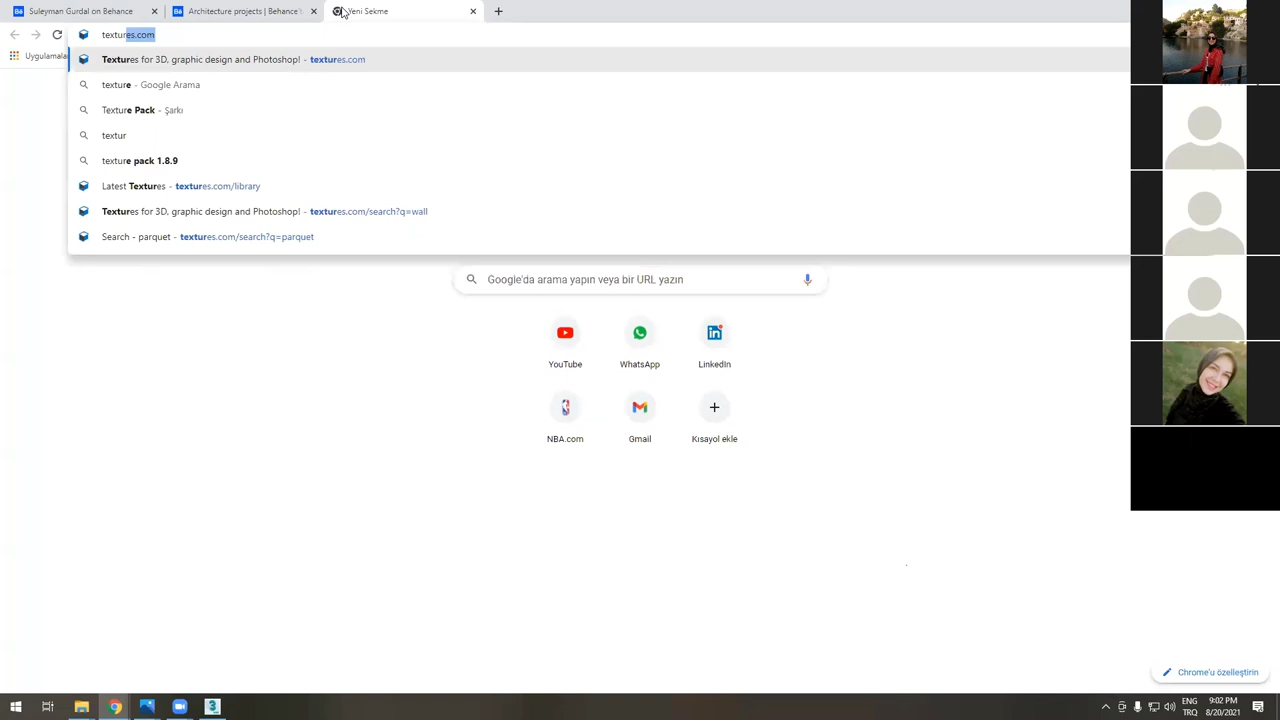 Suleyman Gurdal on Behance
Architecture projects | Behance'
Yeni Sekme
textures.com
Uygulamala
Textures for 3D, graphic design and Photoshop! - textures.com
texture - Google Arama
Texture Pack - Şarkı
textur
texture pack 1.8.9
Latest Textures - textures.com/library
Textures for 3D, graphic design and Photoshop! - textures.com/search?q=wall
Search - parquet - textures.com/search?q=parquet
Google'da arama yapın veya bir URL yazın
YouTube
WhatsApp
LinkedIn
NBA.com
Gmail
Kısayol ekle
Chrome'u özelleştirin
ENG
TRQ
9:02 PM
8/20/2021